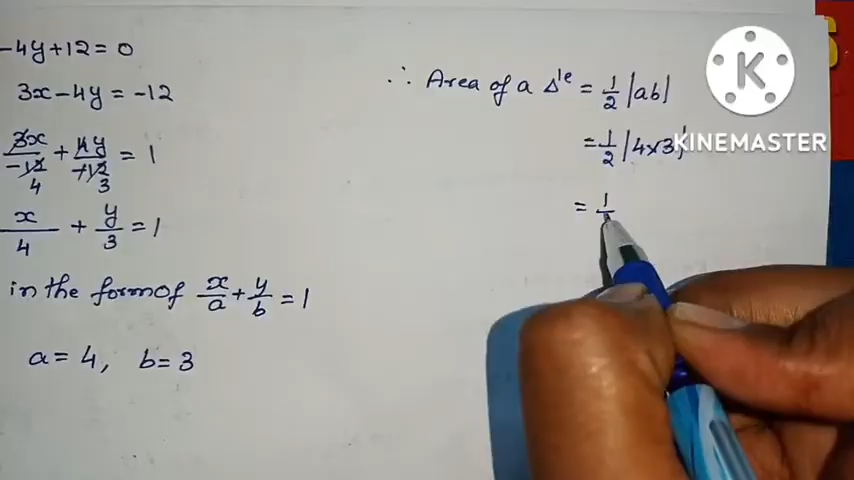 -4y+12=0
3x-4y=-12
3x/-12 + 4y/+12 = 1
4 3
x/4 + y/3 = 1
in the form of x/a + y/b = 1
a=4, b=3
∴ Area of a Δle = 1/2 |ab|
= 1/2 |4×3|
= 1/
K
KINEMASTER